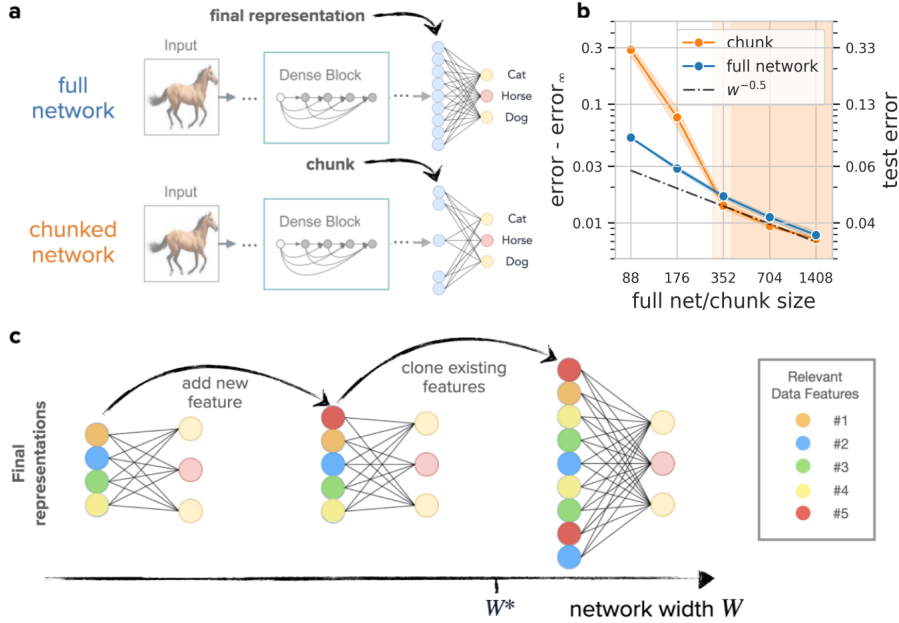 a
final representation
full
network
Input
Dense Block
...
...
Cat
Horse
Dog
chunk
chunked
network
Input
Dense Block
...
...
Cat
Horse
Dog
b
error - error∞
0.3
0.1
0.03
0.01
chunk
full network
w^−0.5
0.33
0.13
0.06
0.04
test error
88 176 352 704 1408
full net/chunk size
c
Final
representations
add new
feature
clone existing
features
Relevant
Data Features
#1
#2
#3
#4
#5
W*
network width W